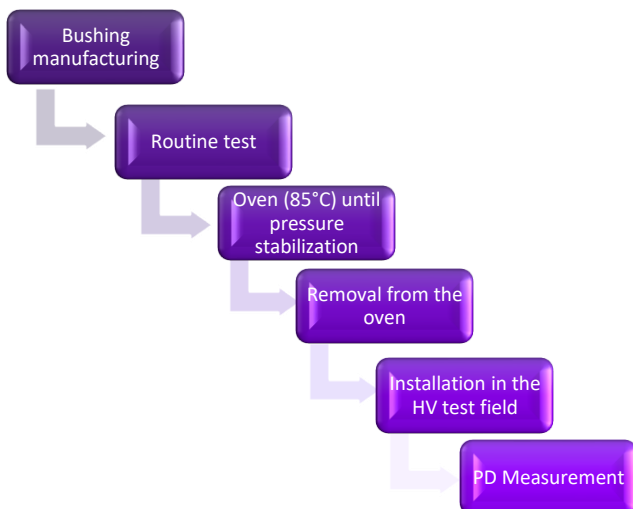 Bushing
manufacturing
Routine test
Oven (85°C) until
pressure
stabilization
Removal from the
oven
Installation in the
HV test field
PD Measurement